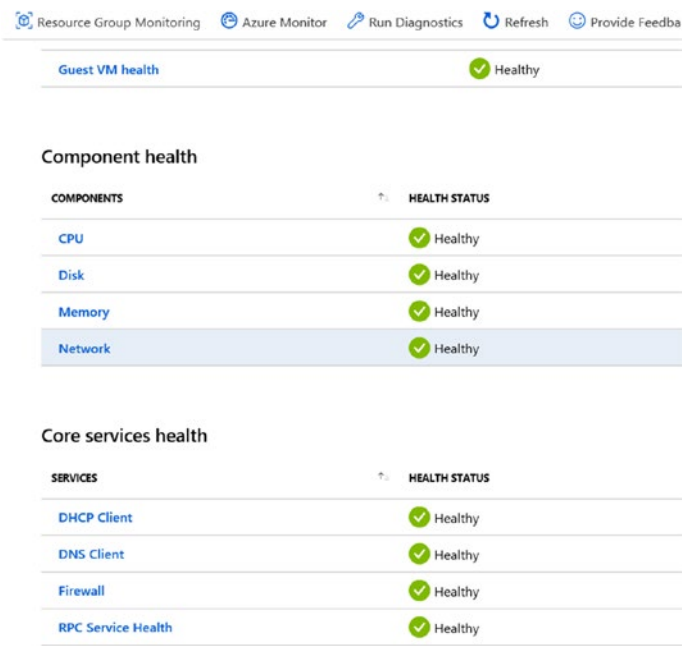 Resource Group Monitoring Azure Monitor Run Diagnostics Refresh Provide Feedba
Guest VM health Healthy
Component health
COMPONENTS HEALTH STATUS
CPU Healthy
Disk Healthy
Memory Healthy
Network Healthy
Core services health
SERVICES HEALTH STATUS
DHCP Client Healthy
DNS Client Healthy
Firewall Healthy
RPC Service Health Healthy